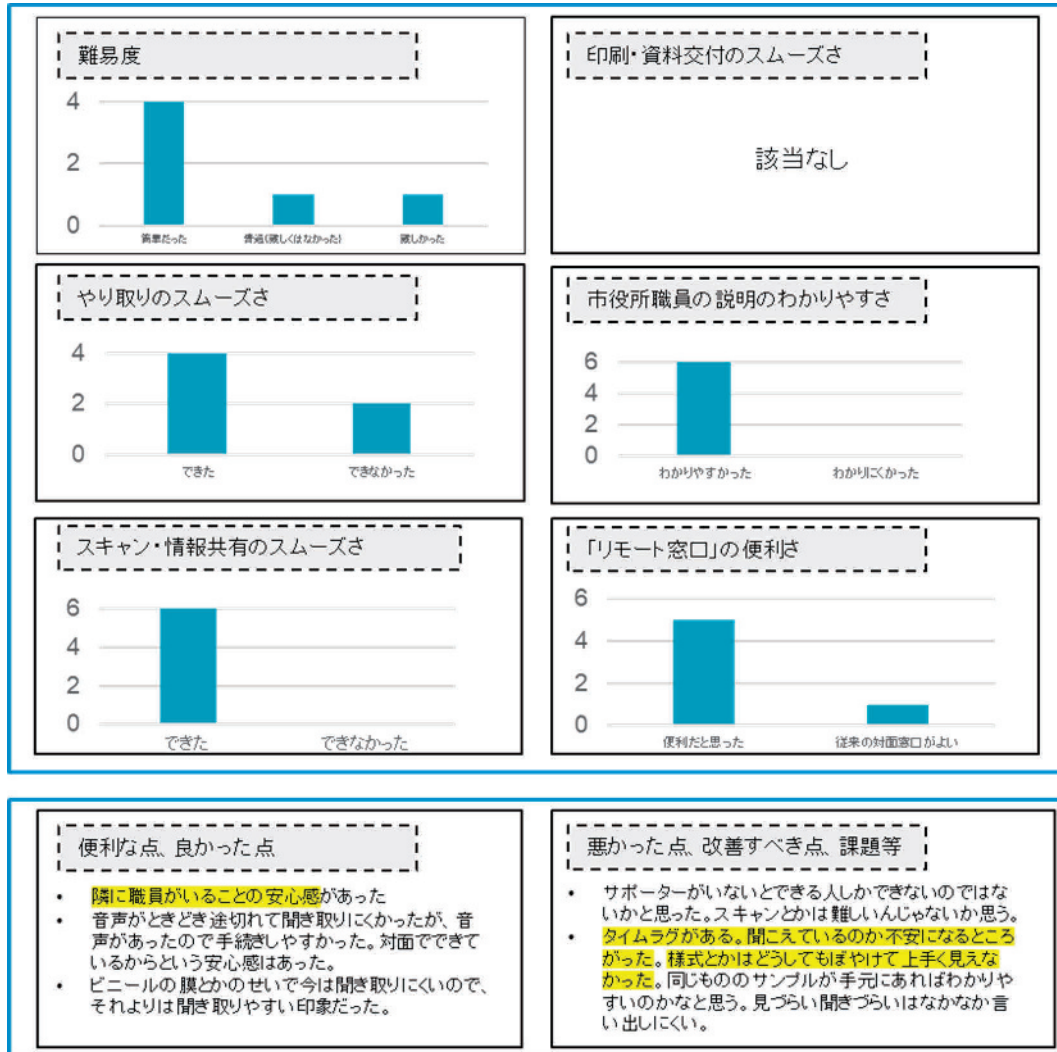 難易度
4
2
0
簡単だった
普通(難しくはなかった)
難しかった
印刷・資料交付のスムーズさ
該当なし
やり取りのスムーズさ
4
2
0
できた
できなかった
市役所職員の説明のわかりやすさ
6
4
2
0
わかりやすかった
わかりにくかった
スキャン・情報共有のスムーズさ
6
4
2
0
できた
できなかった
「リモート窓口」の便利さ
6
4
2
0
便利だと思った
従来の対面窓口がよい
便利な点、良かった点
• 隣に職員がいることの安心感があった
• 音声がときどき途切れて聞き取りにくかったが、音
声があったので手続きしやすかった。対面でできて
いるからという安心感はあった。
• ビニールの膜とかのせいで今は聞き取りにくいので、
それよりは聞き取りやすい印象だった。
悪かった点、改善すべき点、課題等
• サポーターがいないとできる人しかできないのではな
いかと思った。スキャンとかは難しいんじゃないか思う。
• タイムラグがある。聞こえているのか不安になるところ
がった。様式とかはどうしてもぼやけて上手く見えな
かった。同じもののサンプルが手元にあればわかりや
すいのかなと思う。見づらい聞きづらいはなかなか言
い出しにくい。